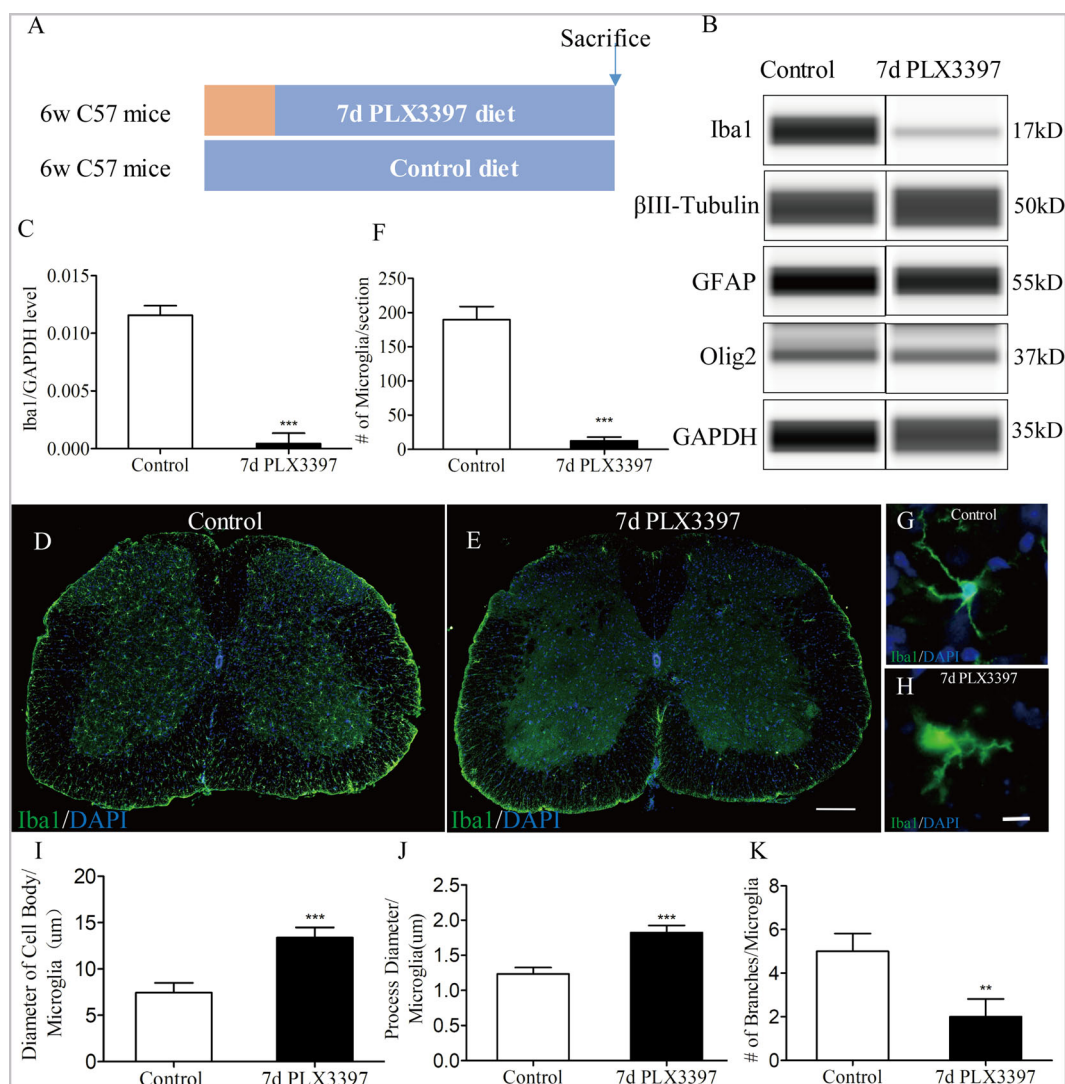 A
Sacrifice
6w C57 mice
7d PLX3397 diet
6w C57 mice
Control diet
B
Control
7d PLX3397
Iba1
17kD
βIII-Tubulin
50kD
GFAP
55kD
Olig2
37kD
GAPDH
35kD
C
Iba1/GAPDH level
0.015
0.010
0.005
0.000
***
Control
7d PLX3397
F
# of Microglia/section
250
200
150
100
50
0
***
Control
7d PLX3397
D
Control
Iba1/DAPI
E
7d PLX3397
Iba1/DAPI
G
Control
Iba1/DAPI
H
7d PLX3397
Iba1/DAPI
I
Diameter of Cell Body/
Microglia (um)
20
15
10
5
0
***
Control
7d PLX3397
J
Process Diameter/
Microglia(um)
2.5
2.0
1.5
1.0
0.5
0.0
***
Control
7d PLX3397
K
# of Branches/Microglia
8
6
4
2
0
**
Control
7d PLX3397